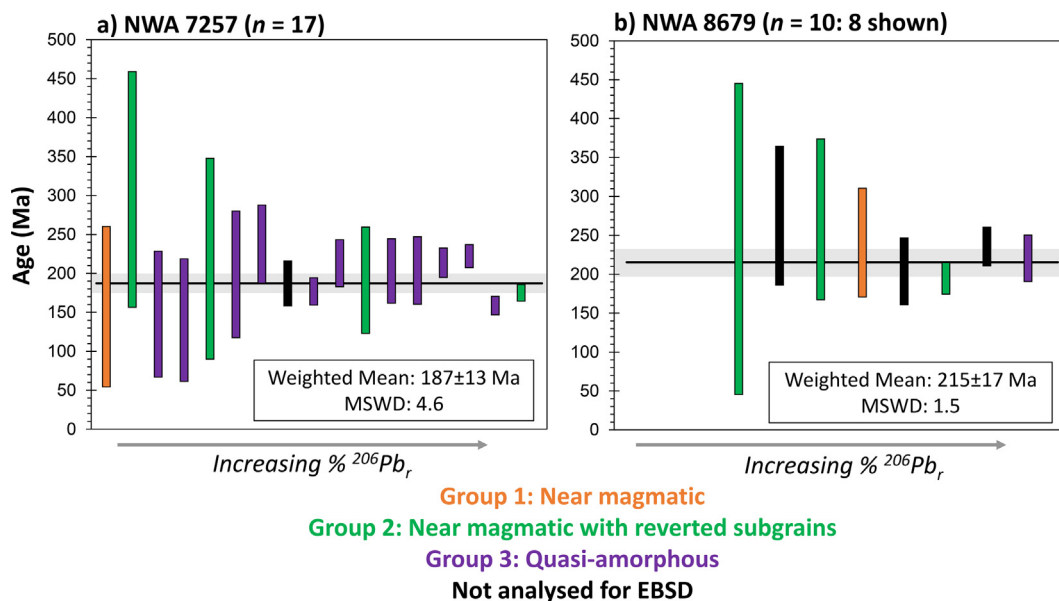 a) NWA 7257 (n = 17)
b) NWA 8679 (n = 10: 8 shown)
Age (Ma)
500
450
400
350
300
250
200
150
100
50
0
Weighted Mean: 187±13 Ma
MSWD: 4.6
Increasing % ²⁰⁶Pbᵣ
500
450
400
350
300
250
200
150
100
50
0
Weighted Mean: 215±17 Ma
MSWD: 1.5
Increasing % ²⁰⁶Pbᵣ
Group 1: Near magmatic
Group 2: Near magmatic with reverted subgrains
Group 3: Quasi-amorphous
Not analysed for EBSD